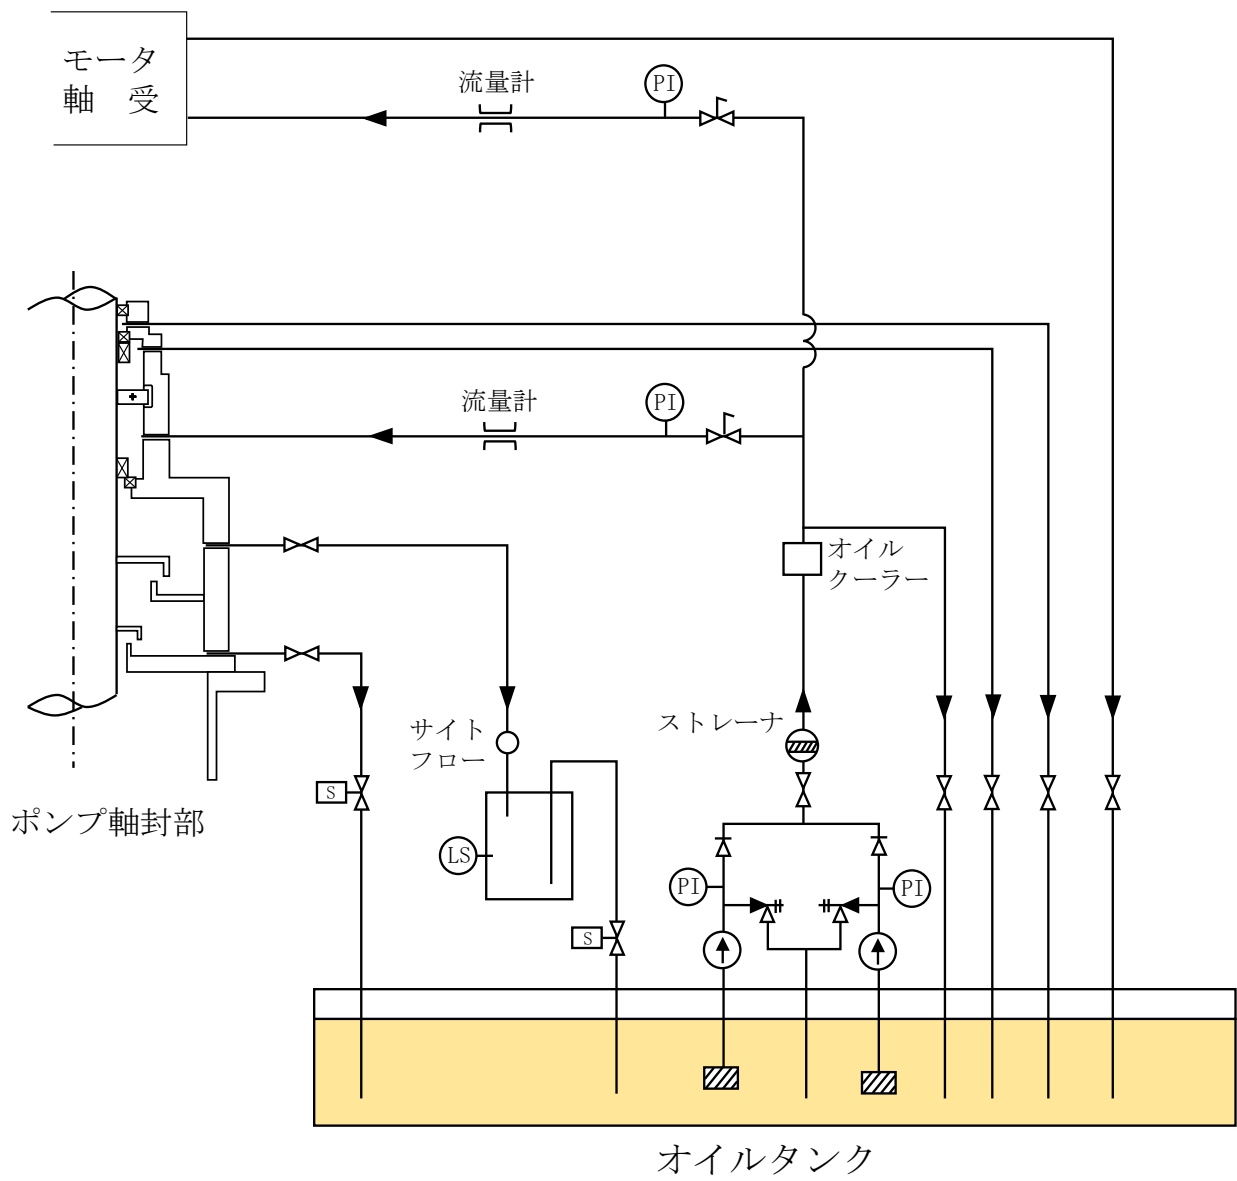 モータ
軸 受
流量計
PI
流量計
PI
オイル
クーラー
ストレーナ
サイト
フロー
S
ポンプ軸封部
LS
PI
PI
S
オイルタンク